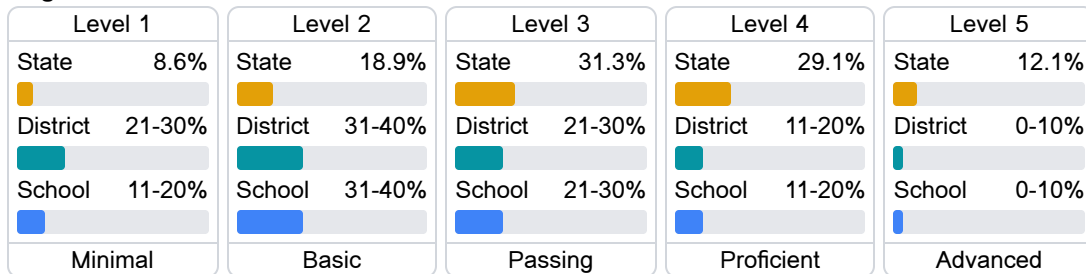 Level 1
State 8.6%
District 21-30%
School 11-20%
Minimal
Level 2
State 18.9%
District 31-40%
School 31-40%
Basic
Level 3
State 31.3%
District 21-30%
School 21-30%
Passing
Level 4
State 29.1%
District 11-20%
School 11-20%
Proficient
Level 5
State 12.1%
District 0-10%
School 0-10%
Advanced